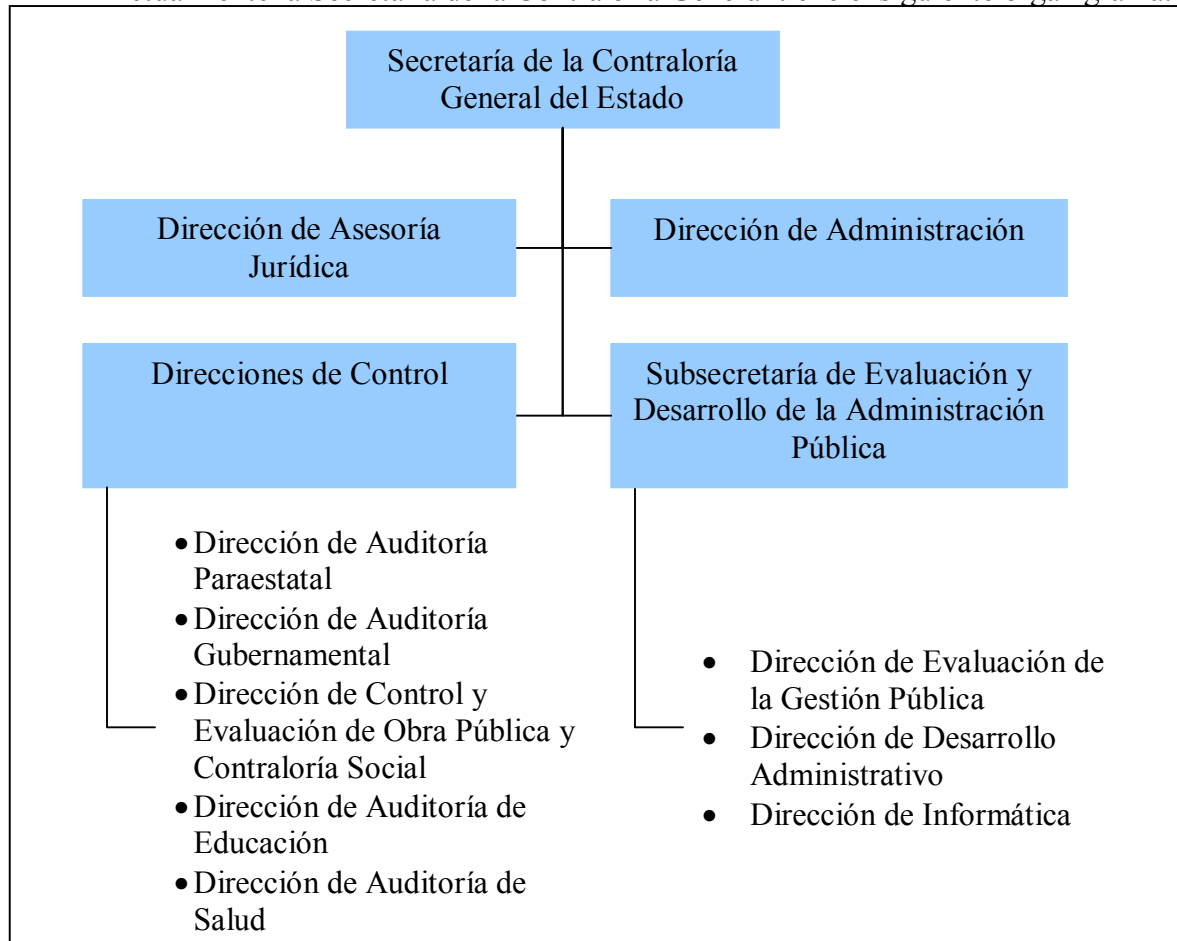 Secretaría de la Contraloría
General del Estado
Dirección de Asesoría
Jurídica
Dirección de Administración
Direcciones de Control
Subsecretaría de Evaluación y
Desarrollo de la Administración
Pública
•Dirección de Auditoría
Paraestatal
•Dirección de Auditoría
Gubernamental
•Dirección de Control y
Evaluación de Obra Pública y
Contraloría Social
•Dirección de Auditoría de
Educación
•Dirección de Auditoría de
Salud
• Dirección de Evaluación de
la Gestión Pública
• Dirección de Desarrollo
Administrativo
• Dirección de Informática